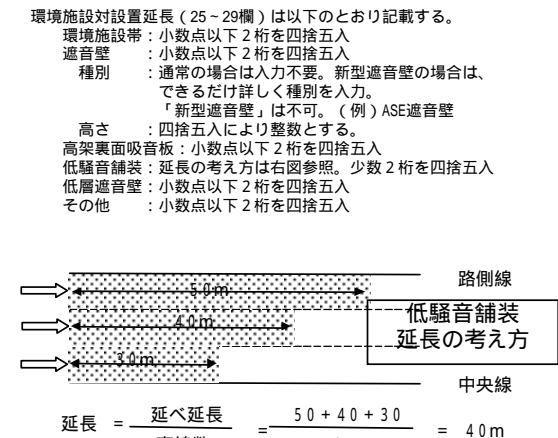 環境施設対設置延長（25～29欄）は以下のとおり記載する。
環境施設帯：小数点以下２桁を四捨五入
遮音壁　：小数点以下２桁を四捨五入
種別　：通常の場合は入力不要。新型遮音壁の場合は、
できるだけ詳しく種別を入力。
「新型遮音壁」は不可。（例）ASE遮音壁
高さ　：四捨五入により整数とする。
高架裏面吸音板：小数点以下２桁を四捨五入
低騒音舗装：延長の考え方は右図参照。少数２桁を四捨五入
低層遮音壁：小数点以下２桁を四捨五入
その他　：小数点以下２桁を四捨五入
路側線
50m
低騒音舗装
40m
延長の考え方
30m
中央線
延長 = 延べ延長 = 50+40+30 = 40m